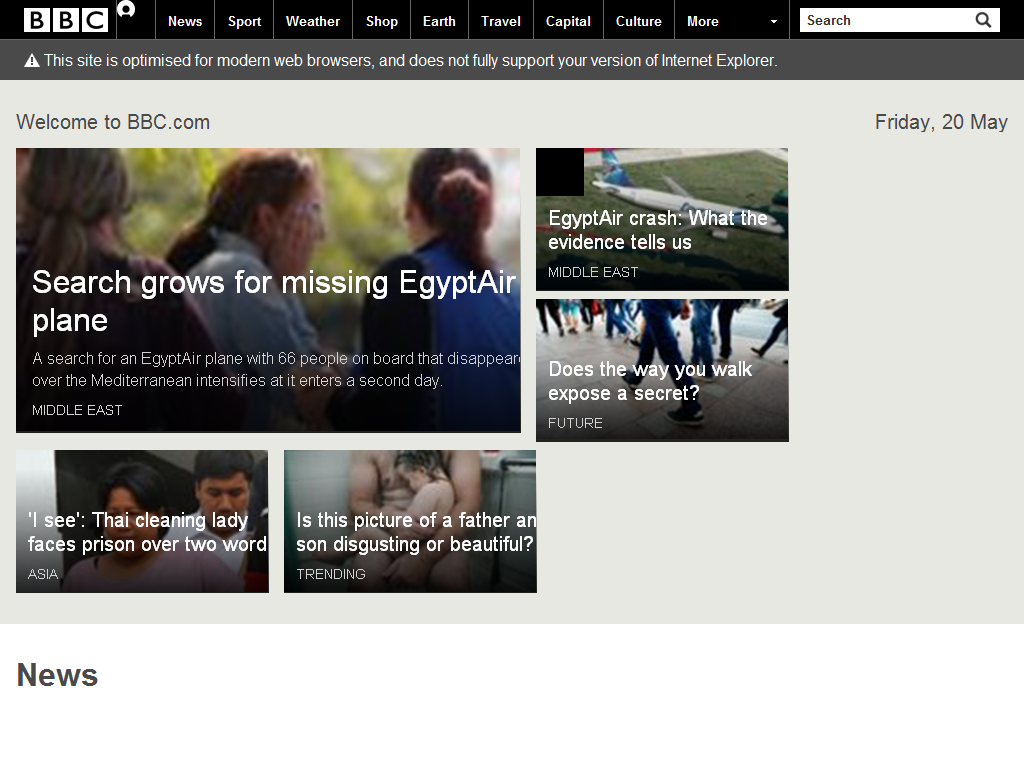 BBC
News
Sport
Weather
Shop
Earth
Travel
Capital
Culture
More
Search
This site is optimised for modern web browsers, and does not fully support your version of Internet Explorer.
Welcome to BBC.com
Friday, 20 May
Search grows for missing EgyptAir
plane
A search for an EgyptAir plane with 66 people on board that disappeare
over the Mediterranean intensifies at it enters a second day.
MIDDLE EAST
EgyptAir crash: What the
evidence tells us
MIDDLE EAST
Does the way you walk
expose a secret?
FUTURE
'I see': Thai cleaning lady
faces prison over two word
ASIA
Is this picture of a father an
son disgusting or beautiful?
TRENDING
News